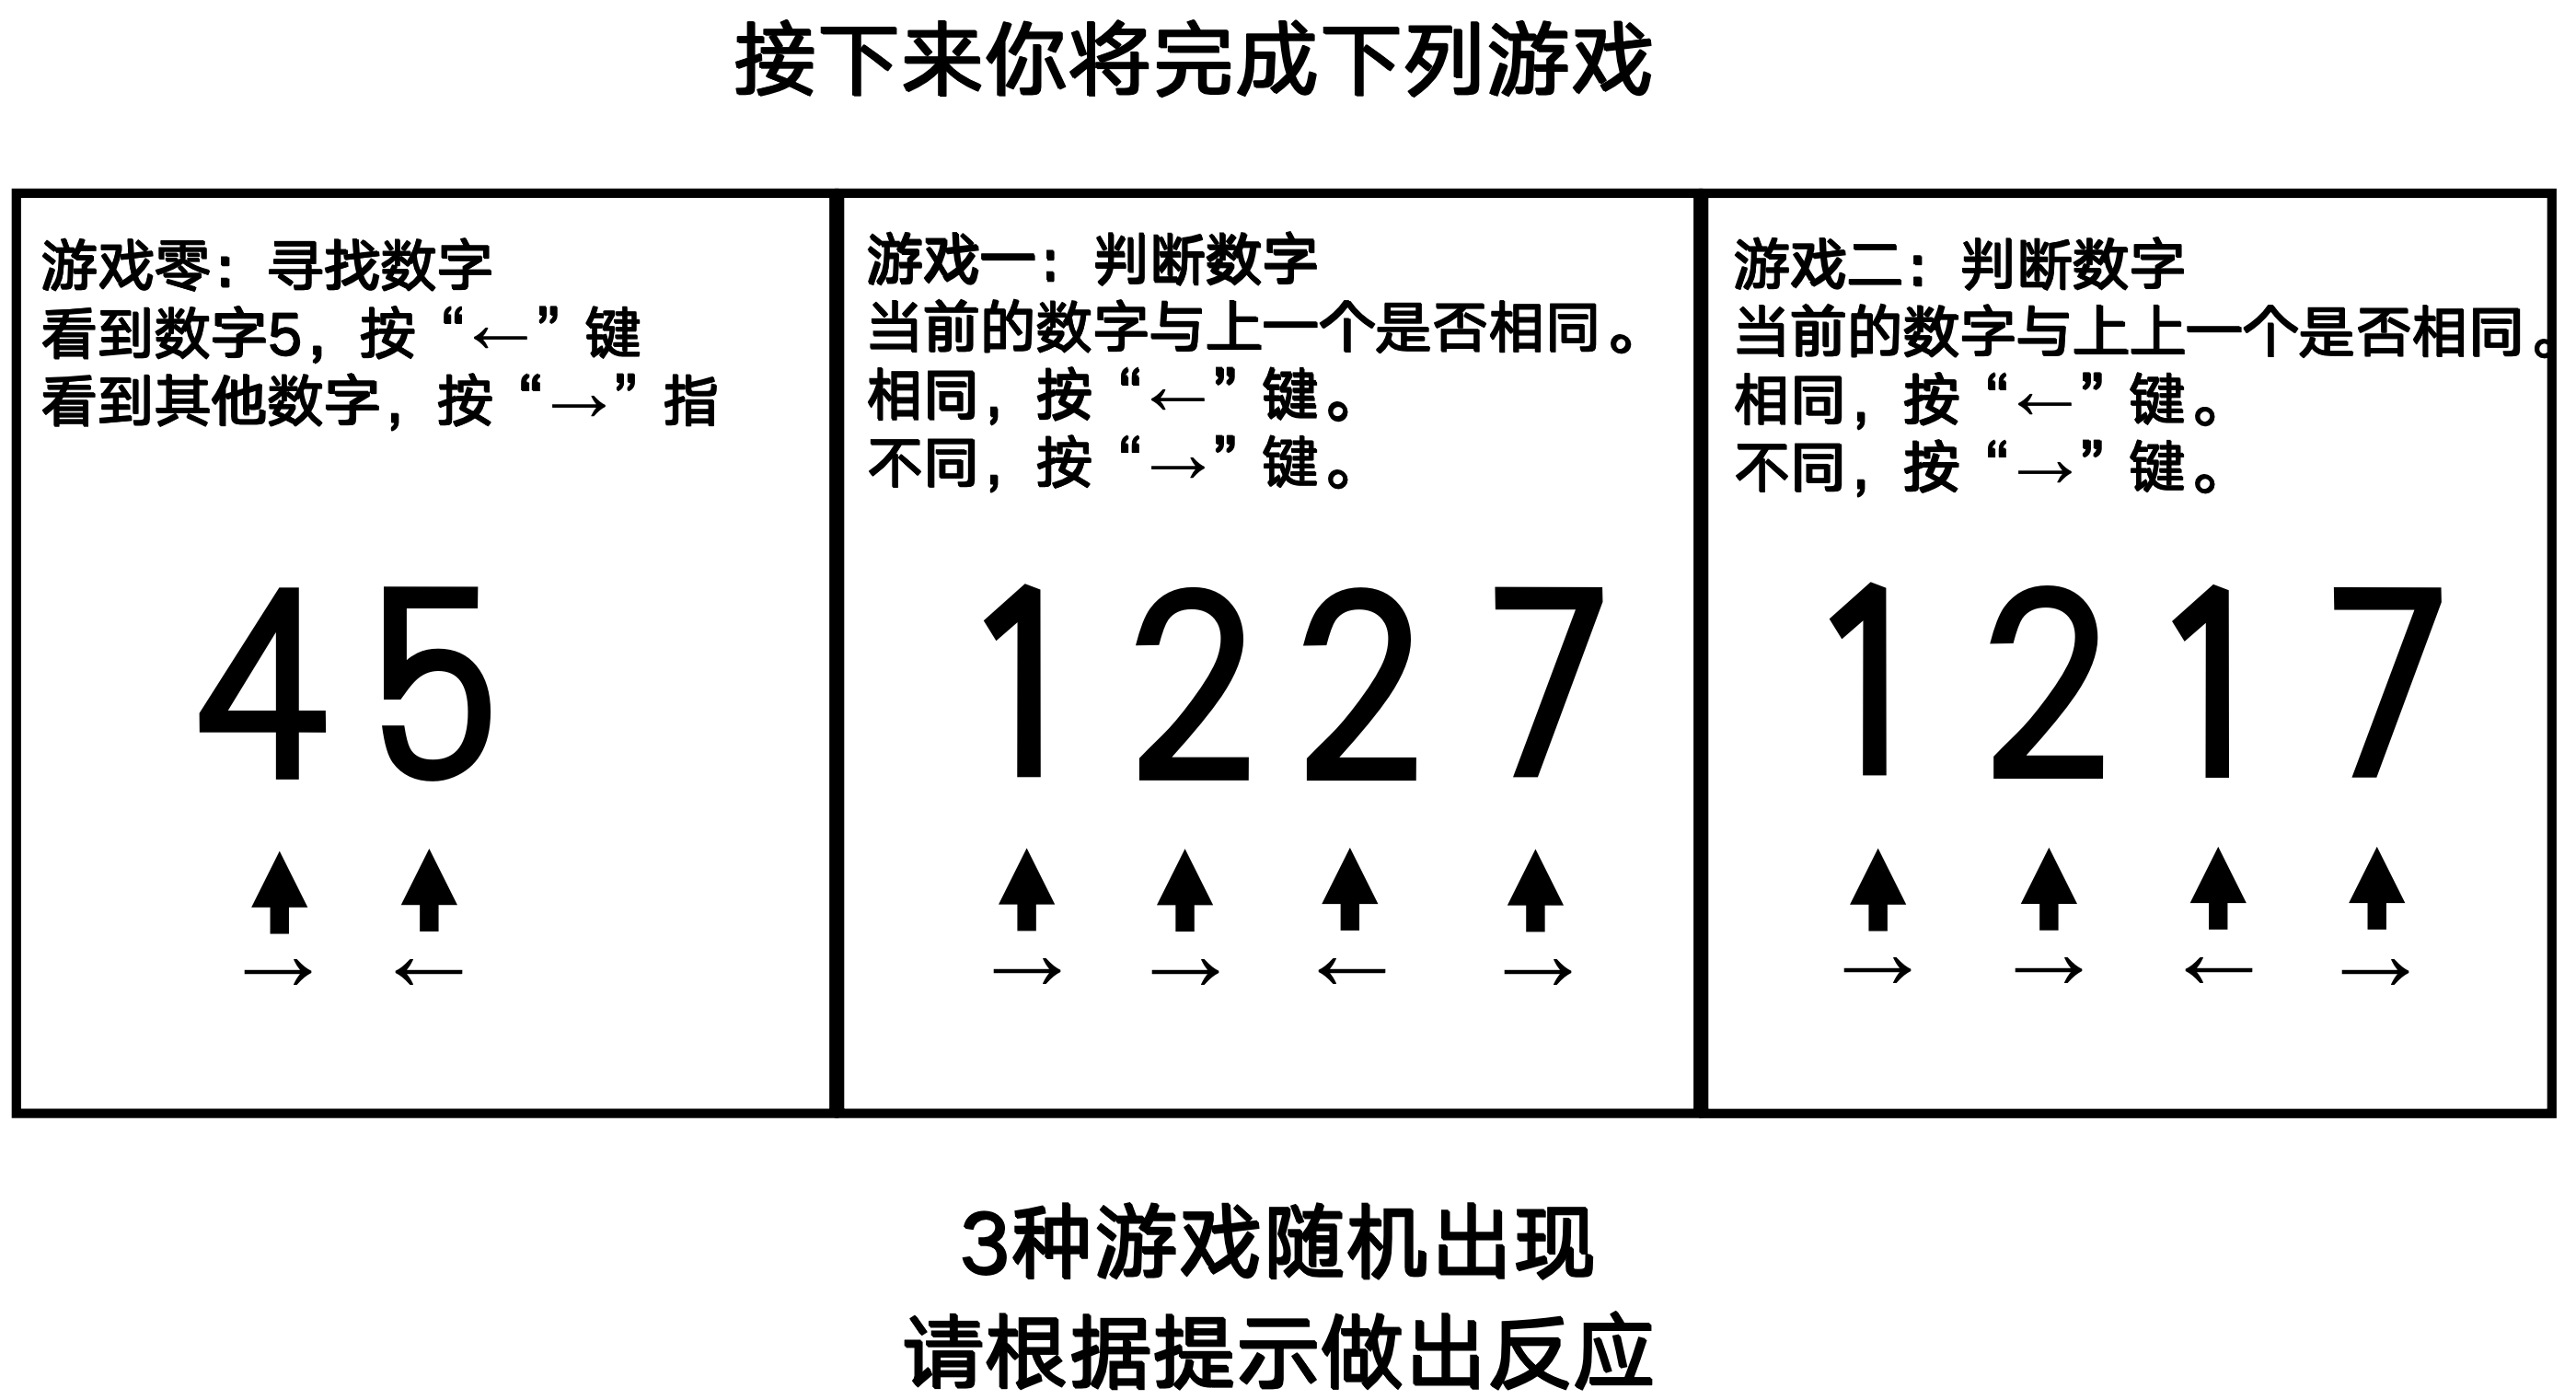 接下来你将完成下列游戏
游戏零：寻找数字
看到数字5，按“←”键
看到其他数字，按“→”指
4 5
→ ←
游戏一：判断数字
当前的数字与上一个是否相同。
相同，按“←”键。
不同，按“→”键。
1 2 2 7
→ → ← →
游戏二：判断数字
当前的数字与上上一个是否相同。
相同，按“←”键。
不同，按“→”键。
1 2 1 7
→ → ← →
3种游戏随机出现
请根据提示做出反应